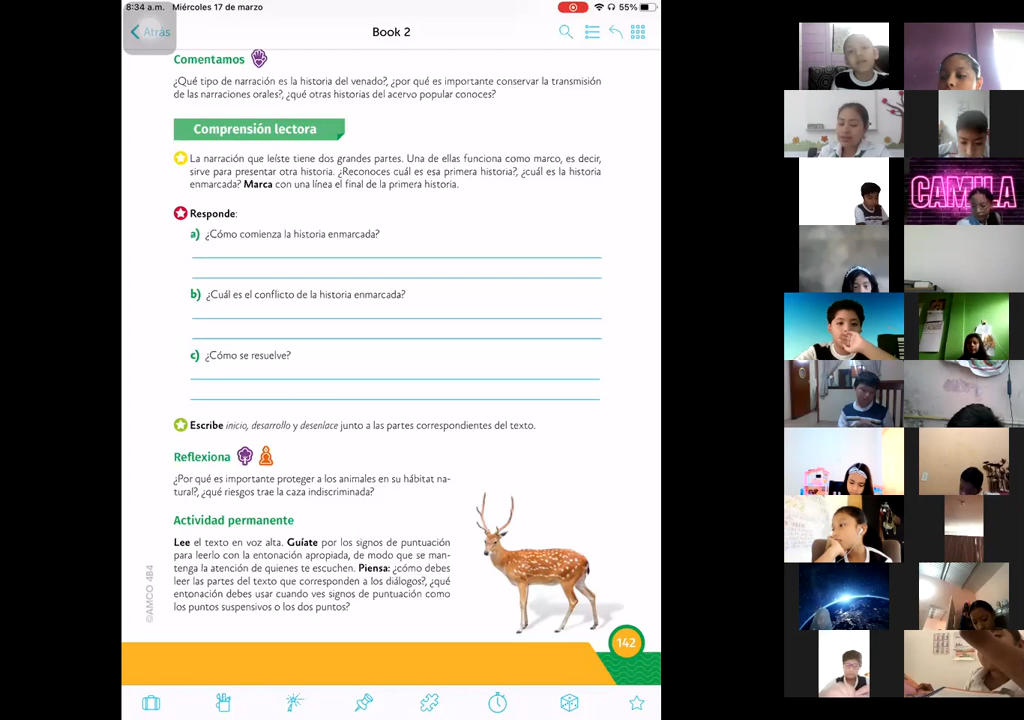 8:34 a.m. Miércoles 17 de marzo
55%
Atrás
Book 2
Comentamos
¿Qué tipo de narración es la historia del venado?, ¿por qué es importante conservar la transmisión
de las narraciones orales?, ¿qué otras historias del acervo popular conoces?
Comprensión lectora
La narración que leíste tiene dos grandes partes. Una de ellas funciona como marco, es decir,
sirve para presentar otra historia. ¿Reconoces cuál es esa primera historia?, ¿cuál es la historia
enmarcada? Marca con una línea el final de la primera historia.
Responde:
a) ¿Cómo comienza la historia enmarcada?
b) ¿Cuál es el conflicto de la historia enmarcada?
c) ¿Cómo se resuelve?
Escribe inicio, desarrollo y desenlace junto a las partes correspondientes del texto.
Reflexiona
¿Por qué es importante proteger a los animales en su hábitat na-
tural?, ¿qué riesgos trae la caza indiscriminada?
Actividad permanente
Lee el texto en voz alta. Guíate por los signos de puntuación
para leerlo con la entonación apropiada, de modo que se man-
tenga la atención de quienes te escuchen. Piensa: ¿cómo debes
leer las partes del texto que corresponden a los diálogos?, ¿qué
entonación debes usar cuando ves signos de puntuación como
los puntos suspensivos o los dos puntos?
©AMCO 4B4
142
CAMILA